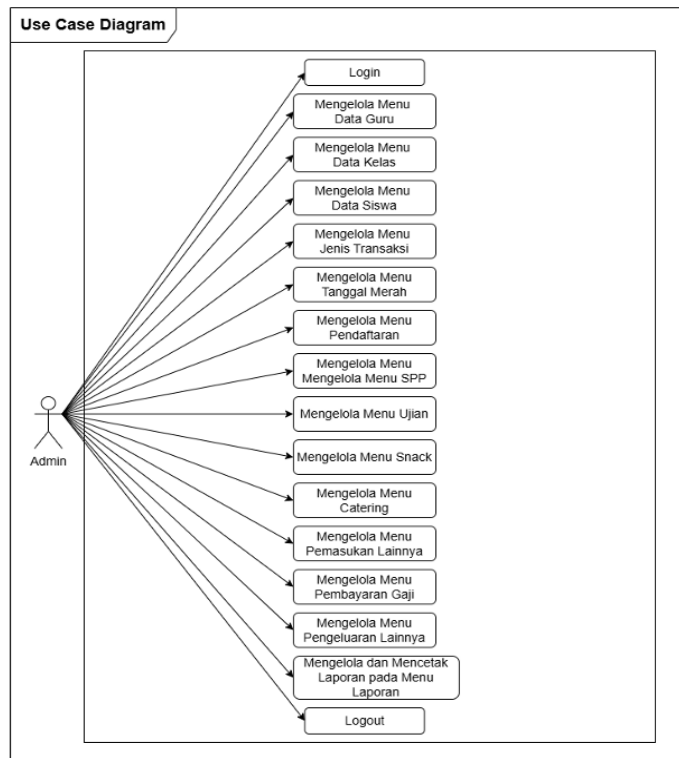 Use Case Diagram
Login
Mengelola Menu
Data Guru
Mengelola Menu
Data Kelas
Mengelola Menu
Data Siswa
Mengelola Menu
Jenis Transaksi
Mengelola Menu
Tanggal Merah
Mengelola Menu
Pendaftaran
Mengelola Menu
Mengelola Menu SPP
Mengelola Menu Ujian
Admin
Mengelola Menu Snack
Mengelola Menu
Catering
Mengelola Menu
Pemasukan Lainnya
Mengelola Menu
Pembayaran Gaji
Mengelola Menu
Pengeluaran Lainnya
Mengelola dan Mencetak
Laporan pada Menu
Laporan
Logout